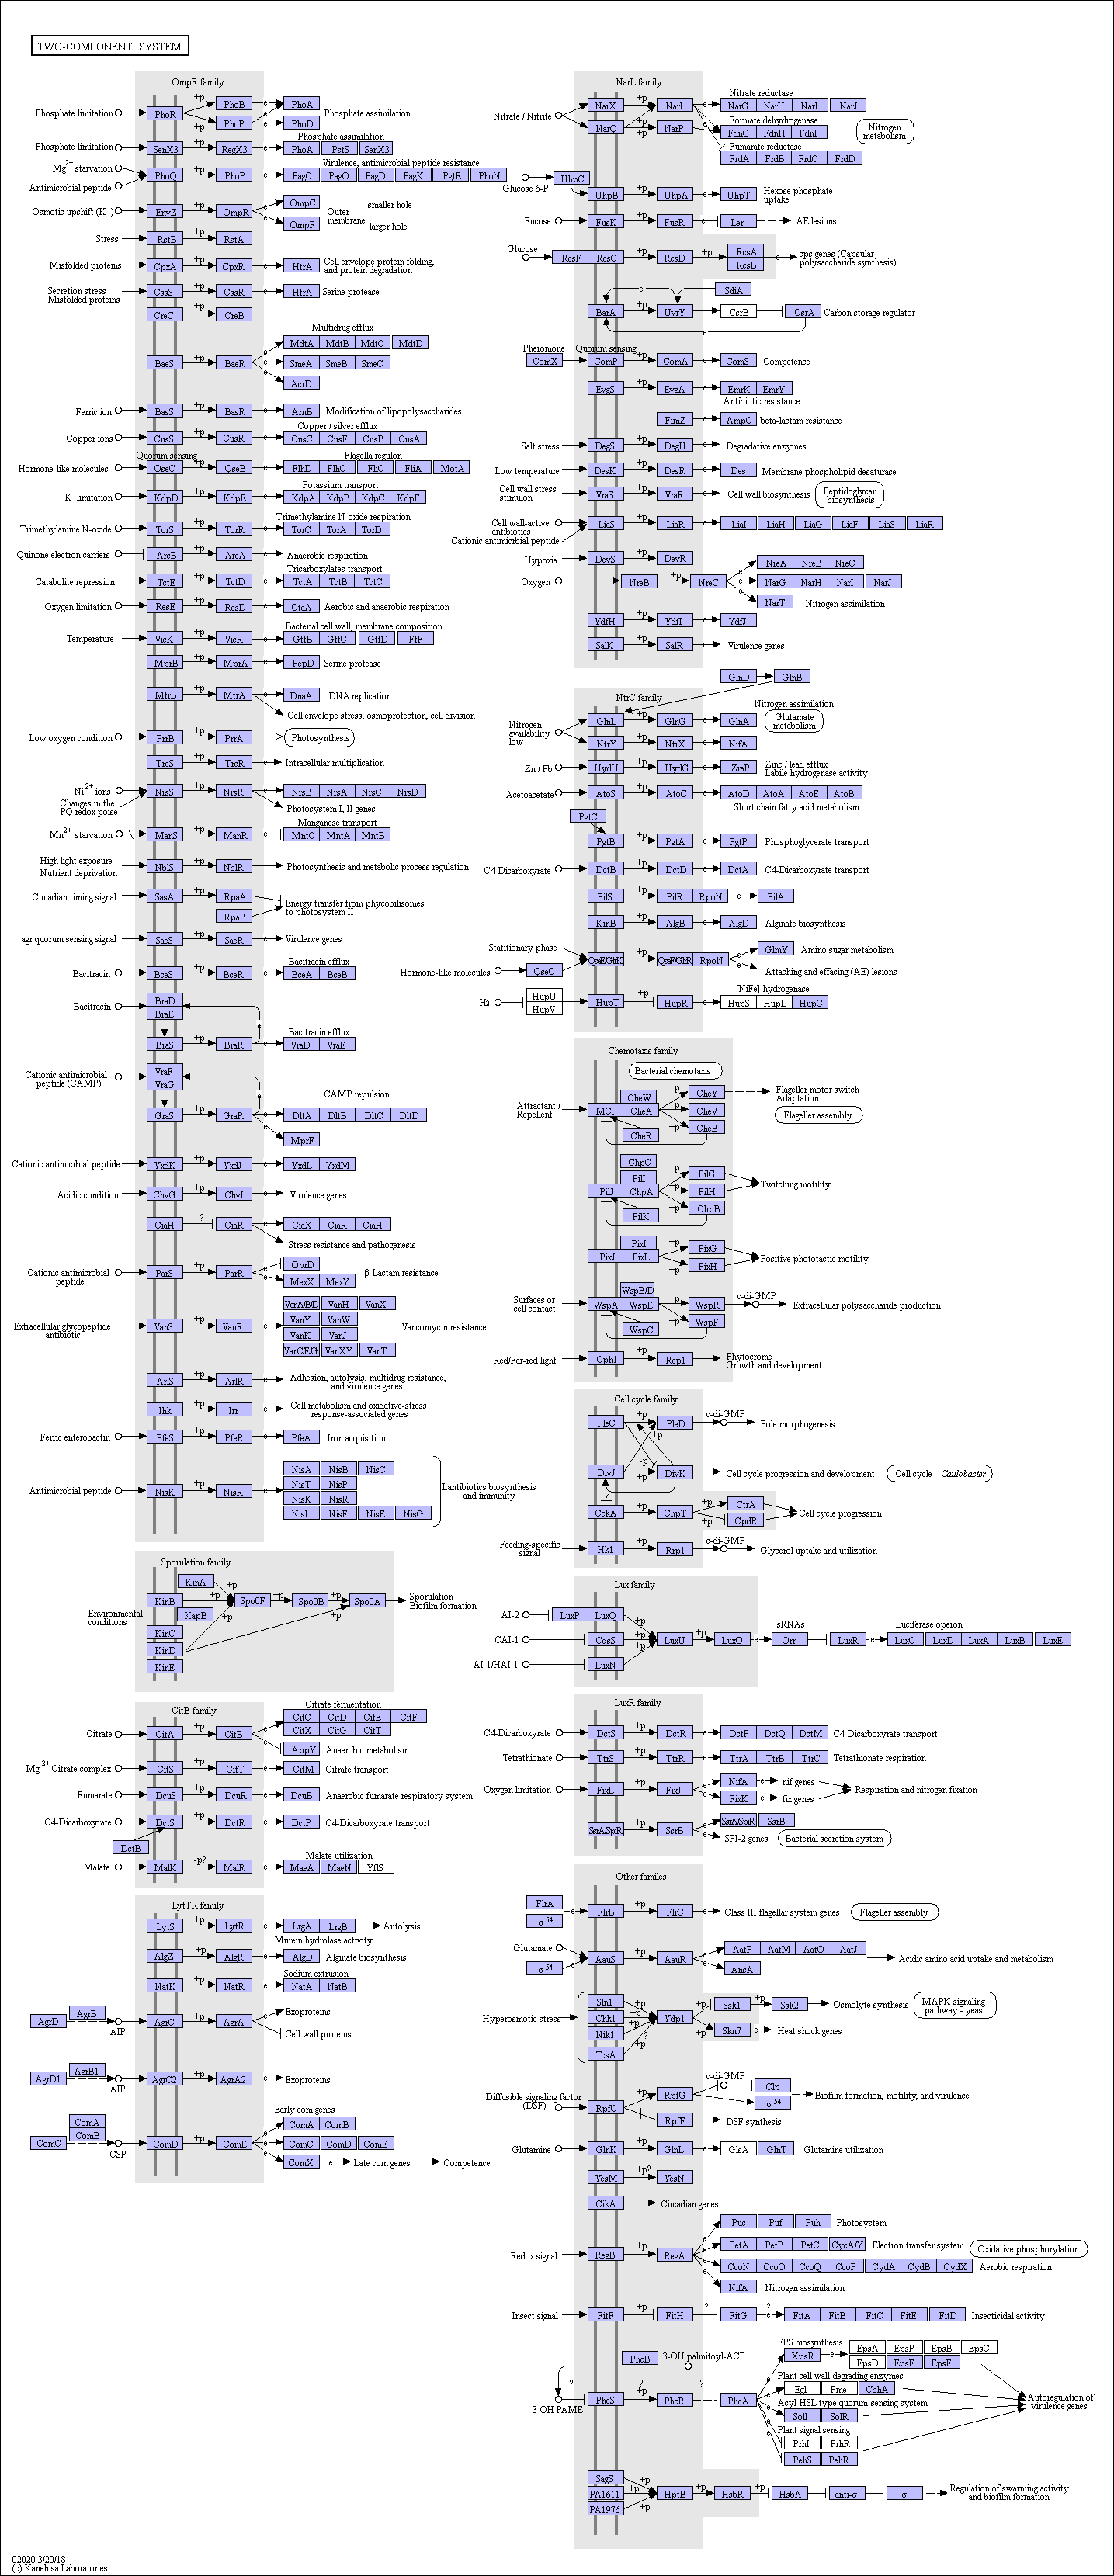 TWO-COMPONENT SYSTEM
OmpR family
Phosphate limitation PhoR +p PhoB e PhoA
+p PhoP e PhoD Phosphate assimilation
Phosphate assimilation
Phosphate limitation SenX3 +p RegX3 e PhoA PstS SenX3
Virulence, antimicrobial peptide resistance
Mg2+ starvation
Antimicrobial peptide PhoQ +p PhoP e PagC PagO PagD PagK PgtE PhoN
Osmotic upshift (K+) EnvZ +p OmpR e OmpC smaller hole
e OmpF Outer membrane larger hole
Stress RstB +p RstA
Misfolded proteins CpxA +p CpxR e HtrA Cell envelope protein folding, and protein degradation
Secretion stress
Misfolded proteins CssS +p CssR e HtrA Serine protease
CreC +p CreB
Multidrug efflux
MdtA MdtB MdtC MdtD
BaeS +p BaeR e SmeA SmeB SmeC
AcrD
Ferric ion BasS +p BasR e ArnB Modification of lipopolysaccharides
Copper / silver efflux
Copper ions CusS +p CusR e CusC CusF CusB CusA
Quorum sensing Flagella regulon
Hormone-like molecules QseC +p QseB e FlhD FlhC FliC FliA MotA
Potassium transport
K+ limitation KdpD +p KdpE e KdpA KdpB KdpC KdpF
Trimethylamine N-oxide respiration
Trimethylamine N-oxide TorS +p TorR e TorC TorA TorD
Quinone electron carriers ArcB +p ArcA e Anaerobic respiration
Tricarboxylates transport
Catabolite repression TctE +p TctD e TctA TctB TctC
Oxygen limitation ResE +p ResD e CtaA Aerobic and anaerobic respiration
Bacterial cell wall, membrane composition
Temperature VicK +p VicR e GtfB GtfC GtfD FtF
MprB +p MprA e PepD Serine protease
MtrB +p MtrA DnaA DNA replication
Cell envelope stress, osmoprotection, cell division
Low oxygen condition PrrB +p PrrA Photosynthesis
TrcS +p TrcR Intracellular multiplication
Ni2+ ions
Changes in the PQ redox poise NrsS +p NrsR e NrsB NrsA NrsC NrsD
Photosystem I, II genes
Manganese transport
Mn2+ starvation ManS +p ManR e MntC MntA MntB
High light exposure
Nutrient deprivation NblS +p NblR Photosynthesis and metabolic process regulation
Circadian timing signal SasA +p RpaA
RpaB Energy transfer from phycobilisomes to photosystem II
agr quorum sensing signal SaeS +p SaeR e Virulence genes
Bacitracin efflux
Bacitracin BceS +p BceR e BceA BceB
Bacitracin BraD
BraE
Bacitracin efflux
BraS +p BraR e VraD VraE
Cationic antimicrobial peptide (CAMP) VraF
VraG
CAMP repulsion
GraS +p GraR e DltA DltB DltC DltD
e MprF
Cationic antimicrbial peptide YxdK +p YxdJ e YxdL YxdM
Acidic condition ChvG +p ChvI e Virulence genes
CiaH ? CiaR e CiaX CiaR CiaH
Stress resistance and pathogenesis
Cationic antimicrobial peptide ParS +p ParR e OprD
e MexX MexY β-Lactam resistance
VanA/B/D VanH VanX
VanY VanW
Extracellular glycopeptide antibiotic VanS +p VanR e VanK VanJ Vancomycin resistance
VanC/E/G VanXY VanT
ArlS +p ArlR e Adhesion, autolysis, multidrug resistance, and virulence genes
Ihk +p Irr e Cell metabolism and oxidative-stress response-associated genes
Ferric enterobactin PfeS +p PfeR e PfeA Iron acquisition
NisA NisB NisC
NisT NisP
Antimicrobial peptide NisK +p NisR e NisK NisR
NisI NisF NisE NisG
Lantibiotics biosynthesis and immunity
Sporulation family
KinA
Environmental conditions KinB +p Spo0F +p Spo0B +p Spo0A Sporulation
Biofilm formation
KapB +p +p
KinC
KinD
KinE
CitB family
Citrate fermentation
Citrate CitA +p CitB e CitC CitD CitE CitF
CitX CitG CitT
e AppY Anaerobic metabolism
Mg2+-Citrate complex CitS +p CitT e CitM Citrate transport
Fumarate DcuS +p DcuR e DcuB Anaerobic fumarate respiratory system
C4-Dicarboxyrate DctS +p DctR e DctP C4-Dicarboxyrate transport
DctB
Malate utilization
Malate MalK -p? MalR e MaeA MaeN YflS
LytTR family
LytS +p LytR e LrgA LrgB Autolysis
Murein hydrolase activity
AlgZ +p AlgR e AlgD Alginate biosynthesis
Sodium extrusion
NatK +p NatR e NatA NatB
AgrD AgrB AIP AgrC +p AgrA e Exoproteins
Cell wall proteins
AgrD1 AgrB1 AIP AgrC2 +p AgrA2 e Exoproteins
Early com genes
ComA ComB
ComC ComA
ComB CSP ComD +p ComE e ComC ComD ComE
ComX e Late com genes Competence
NarL family
Nitrate reductase
Nitrate / Nitrite NarX +p NarL e NarG NarH NarI NarJ
Formate dehydrogenase
NarQ +p NarP FdnG FdnH FdnI
Nitrogen metabolism
Fumarate reductase
FrdA FrdB FrdC FrdD
Glucose 6-P UhpC
UhpB +p UhpA e UhpT Hexose phosphate uptake
Fucose FusK +p FusR e Ler AE lesions
Glucose RcsF RcsC +p RcsD +p RcsA
RcsB e cps genes (Capsular polysaccharide synthesis)
SdiA
BarA +p UvrY CsrB CsrA Carbon storage regulator
Pheromone Quorum sensing
ComX ComP +p ComA e ComS Competence
EvgS +p EvgA e EmrK EmrY
Antibiotic resistance
FimZ e AmpC beta-lactam resistance
Salt stress DegS +p DegU e Degradative enzymes
Low temperature DesK +p DesR e Des Membrane phospholipid desaturase
Cell wall stress stimulon VraS +p VraR e Cell wall biosynthesis Peptidoglycan biosynthesis
Cell wall-active antibiotics
Cationic antimicrbial peptide LiaS +p LiaR e LiaI LiaH LiaG LiaF LiaS LiaR
Hypoxia DevS +p DevR
NreA NreB NreC
Oxygen NreB +p NreC e NarG NarH NarI NarJ
NarT Nitrogen assimilation
YdfH +p YdfI e YdfJ
SalK +p SalR e Virulence genes
GlnD GlnB
NtrC family
Nitrogen assimilation
Nitrogen availability low GlnL +p GlnG e GlnA Glutamate metabolism
NtrY +p NtrX e NifA
Zn / Pb HydH +p HydG e ZraP Zinc / lead efflux
Labile hydrogenase activity
Acetoacetate AtoS +p AtoC e AtoD AtoA AtoE AtoB
Short chain fatty acid metabolism
PgtC
PgtB +p PgtA e PgtP Phosphoglycerate transport
C4-Dicarboxyrate DctB +p DctD e DctA C4-Dicarboxyrate transport
PilS +p PilR RpoN e PilA
KinB +p AlgB e AlgD Alginate biosynthesis
Statitionary phase
Hormone-like molecules QseC QseE/GlrK +p QseF/GlrR RpoN e GlmY Amino sugar metabolism
e Attaching and effacing (AE) lesions
[NiFe] hydrogenase
H2 HupU
HupV HupT +p HupR e HupS HupL HupC
Chemotaxis family
Bacterial chemotaxis
CheW +p CheY Flageller motor switch
Adaptation
Attractant / Repellent MCP CheA +p CheV Flageller assembly
CheR +p CheB
ChpC
PilI +p PilG
PilJ ChpA +p PilH Twitching motility
PilK +p ChpB
PixI +p PixG
PixJ PixL +p PixH Positive phototactic motility
WspB/D
Surfaces or cell contact WspA WspE +p WspR c-di-GMP Extracellular polysaccharide production
WspC +p WspF
Red/Far-red light Cph1 +p Rcp1 Phytocrome
Growth and development
Cell cycle family
PleC +p PleD c-di-GMP Pole morphogenesis
+p
DivJ -p +p DivK Cell cycle progression and development Cell cycle - Caulobacter
CckA +p ChpT +p CtrA
+p CpdR Cell cycle progression
Feeding-specific signal Hk1 +p Rrp1 c-di-GMP Glycerol uptake and utilization
Lux family
AI-2 LuxP LuxQ +p sRNAs Luciferase operon
CAI-1 CqsS +p LuxU +p LuxO e Qrr LuxR e LuxC LuxD LuxA LuxB LuxE
AI-1/HAI-1 LuxN +p
LuxR family
C4-Dicarboxyrate DctS +p DctR e DctP DctQ DctM C4-Dicarboxyrate transport
Tetrathionate TtrS +p TtrR e TtrA TtrB TtrC Tetrathionate respiration
Oxygen limitation FixL +p FixJ e NifA e nif genes
e FixK e fix genes Respiration and nitrogen fixation
SsrA/SpiR +p SsrB e SsrA/SpiR SsrB
e SPI-2 genes Bacterial secretion system
Other familes
FlrA
σ54 e FlrB +p FlrC e Class III flagellar system genes Flageller assembly
Glutamate AauS +p AauR e AatP AatM AatQ AatJ
σ54 e AnsA Acidic amino acid uptake and metabolism
Hyperosmotic stress Sln1 +p
Chk1 +p Ydp1 +p Ssk1 +p Ssk2 Osmolyte synthesis MAPK signaling pathway - yeast
Nik1 ? +p Skn7 e Heat shock genes
TcsA +p
Diffusible signaling factor (DSF) RpfC +p RpfG c-di-GMP Clp
σ54 Biofilm formation, motility, and virulence
RpfF DSF synthesis
Glutamine GlnK +p GlnL e GlsA GlnT Glutamine utilization
YesM +p? YesN
CikA Circadian genes
Puc Puf Puh Photosystem
PetA PetB PetC CycA/Y Electron transfer system Oxidative phosphorylation
Redox signal RegB +p RegA e CcoN CcoO CcoQ CcoP CydA CydB CydX Aerobic respiration
NifA Nitrogen assimilation
Insect signal FitF +p FitH ? FitG ? e FitA FitB FitC FitE FitD Insecticidal activity
PhcB 3-OH palmitoyl-ACP
EPS biosynthesis
XpsR e EpsA EpsP EpsB EpsC
EpsD EpsE EpsF
Plant cell wall-degrading enzymes
Egl Pme CbhA
3-OH PAME ? PhcS +p ? PhcR ? PhcA e
Acyl-HSL type quorum-sensing system
SolI SolR
Plant signal sensing
PrhI PrhR
PehS PehR
Autoregulation of virulence genes
SagS +p
PA1611 +p HptB +p HsbR +p HsbA anti-σ σ Regulation of swarming activity and biofilm formation
PA1976 +p
02020 3/20/18
(c) Kanehisa Laboratories